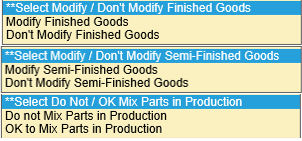 **Select Modify / Don't Modify Finished Goods
Modify Finished Goods
Don't Modify Finished Goods
**Select Modify / Don't Modify Semi-Finished Goods
Modify Semi-Finished Goods
Don't Modify Semi-Finished Goods
**Select Do Not / OK Mix Parts in Production
Do not Mix Parts in Production
OK to Mix Parts in Production